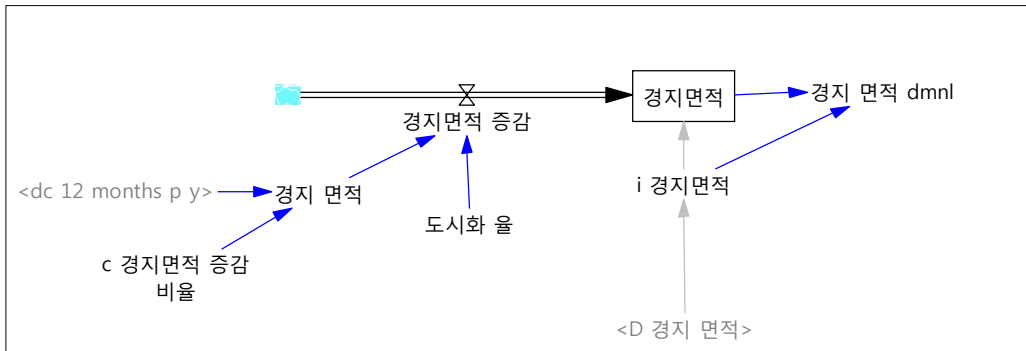 경지면적
경지 면적 dmnl
경지면적 증감
<dc 12 months p y>
경지 면적
i 경지면적
도시화 율
c 경지면적 증감
비율
<D 경지 면적>